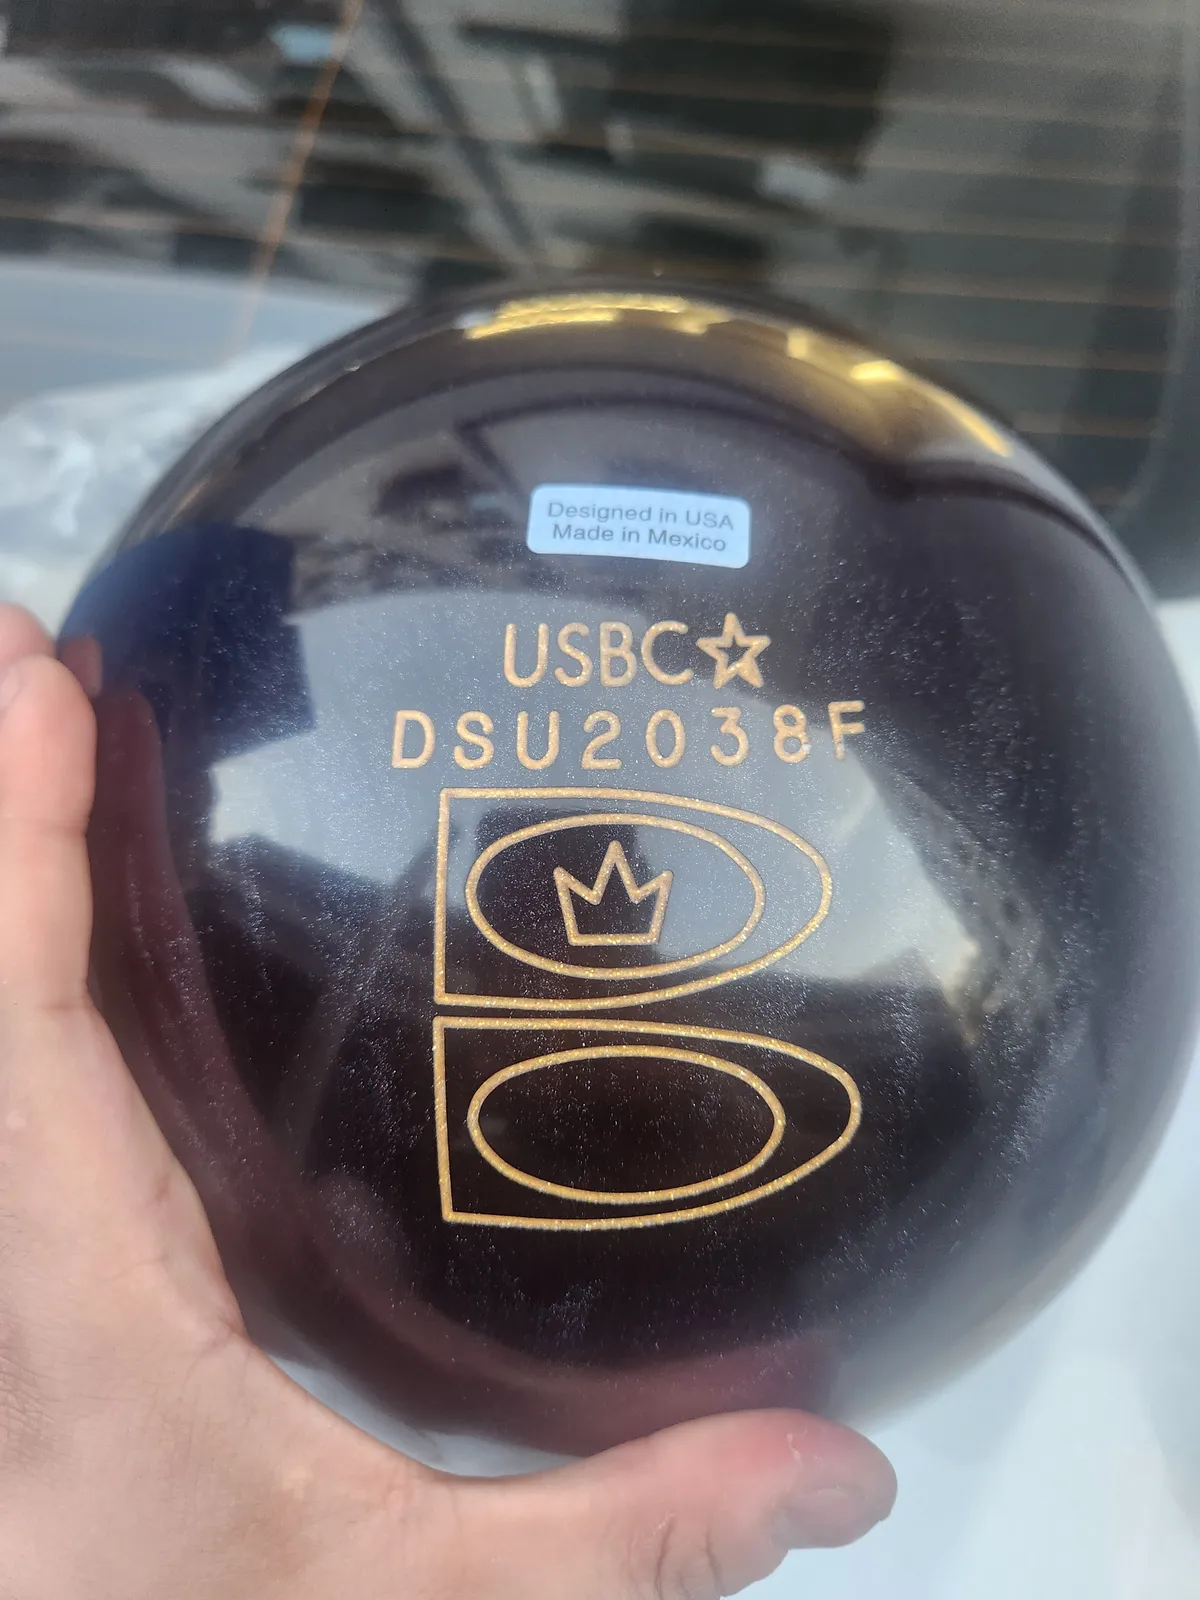 Designed in USA
Made in Mexico
USBC☆
DSU2038F